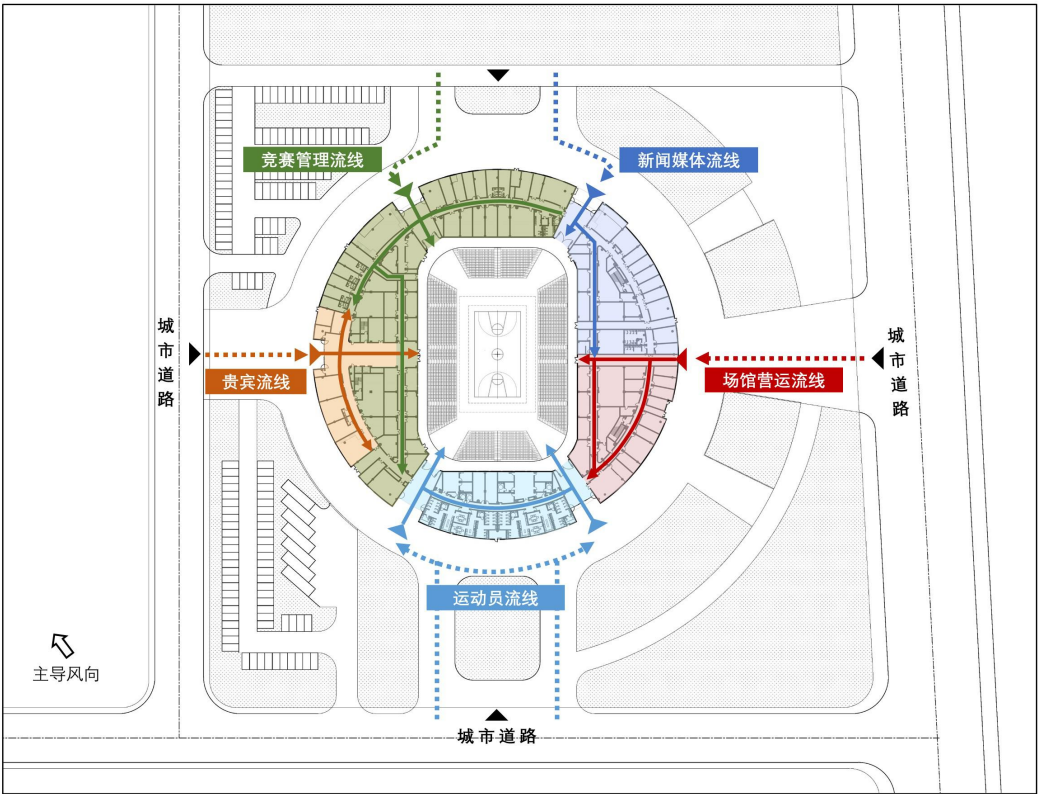 竞赛管理流线
新闻媒体流线
城市道路
贵宾流线
场馆营运流线
城市道路
运动员流线
主导风向
城市道路